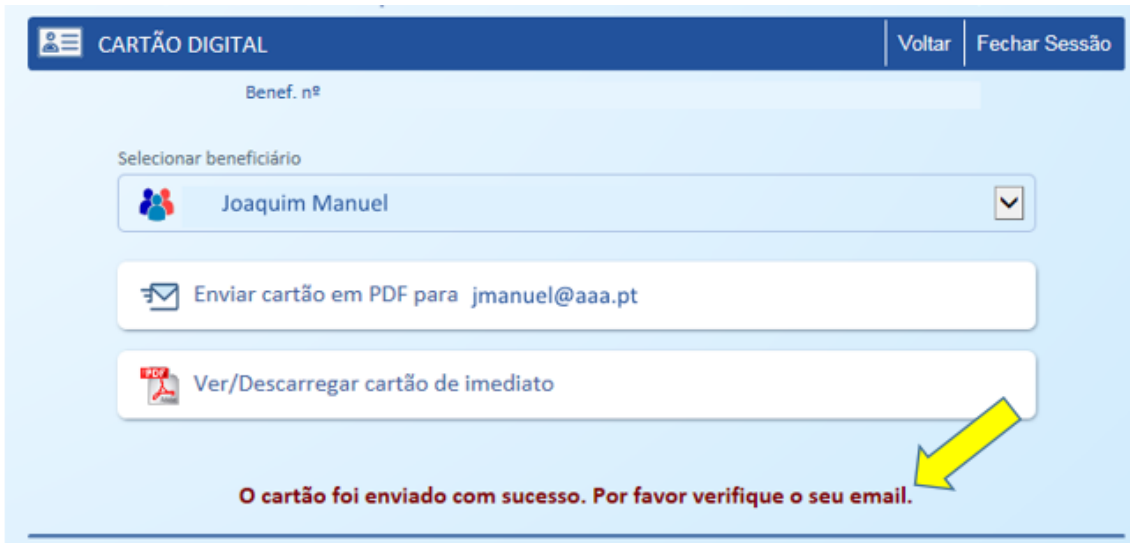 CARTÃO DIGITAL
Voltar
Fechar Sessão
Benef. nº
Selecionar beneficiário
Joaquim Manuel
Enviar cartão em PDF para jmanuel@aaa.pt
PDF
Ver/Descarregar cartão de imediato
O cartão foi enviado com sucesso. Por favor verifique o seu email.